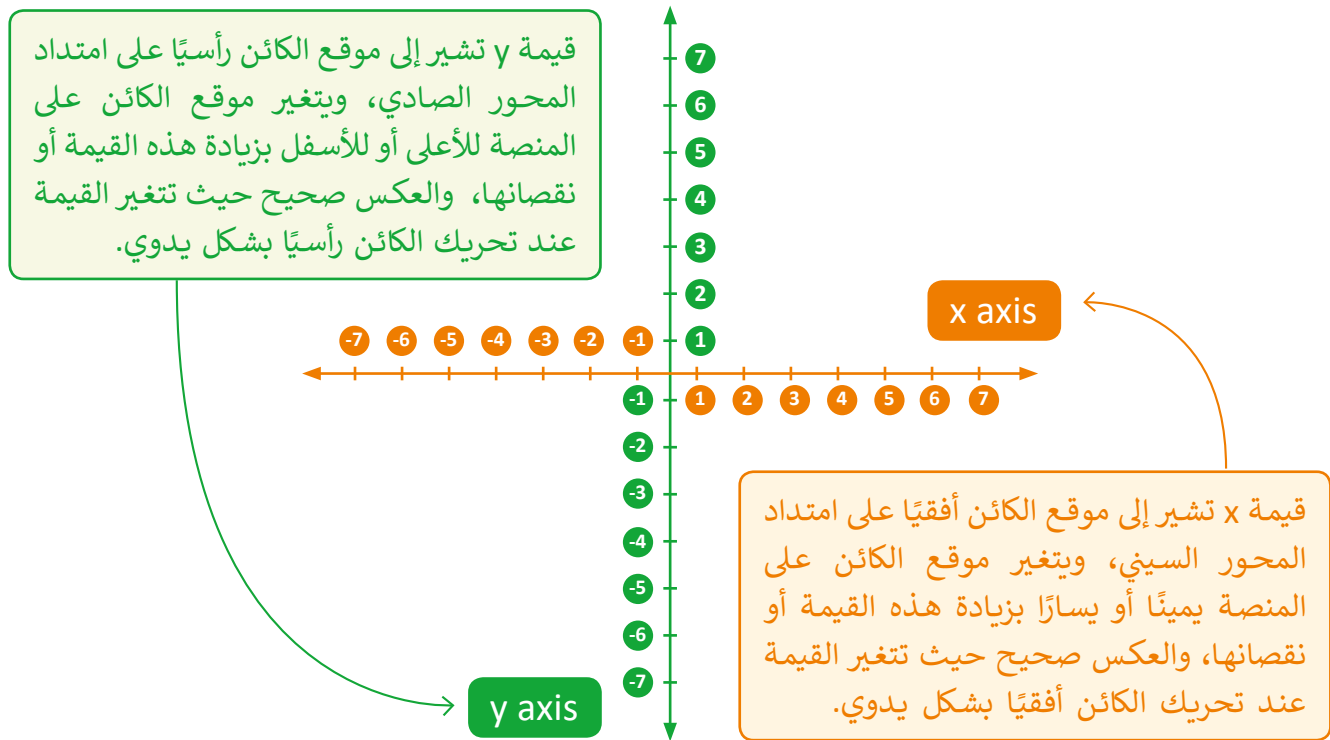 قيمة y تشير إلى موقع الكائن رأسيًا على امتداد
المحور الصادي، ويتغير موقع الكائن على
المنصة للأعلى أو للأسفل بزيادة هذه القيمة أو
نقصانها، والعكس صحيح حيث تتغير القيمة
عند تحريك الكائن رأسيًا بشكل يدوي.
7
6
5
4
3
2
1
x axis
-7 -6 -5 -4 -3 -2 -1
1 2 3 4 5 6 7
-1
-2
-3
-4
-5
-6
-7
y axis
قيمة x تشير إلى موقع الكائن أفقيًا على امتداد
المحور السيني، ويتغير موقع الكائن على
المنصة يمينًا أو يسارًا بزيادة هذه القيمة أو
نقصانها، والعكس صحيح حيث تتغير القيمة
عند تحريك الكائن أفقيًا بشكل يدوي.